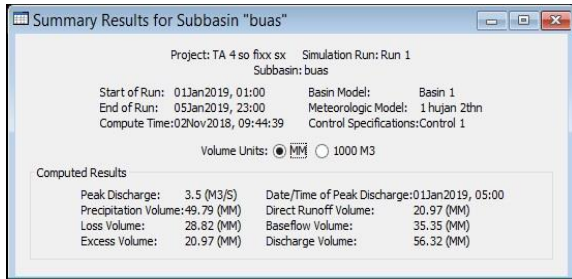 Summary Results for Subbasin "buas"
Project: TA 4 so fixx sx Simulation Run: Run 1
Subbasin: buas
Start of Run: 01Jan2019, 01:00 Basin Model: Basin 1
End of Run: 05Jan2019, 23:00 Meteorologic Model: 1 hujan 2thn
Compute Time:02Nov2018, 09:44:39 Control Specifications:Control 1
Volume Units: MM 1000 M3
Computed Results
Peak Discharge: 3.5 (M3/S) Date/Time of Peak Discharge:01Jan2019, 05:00
Precipitation Volume:49.79 (MM) Direct Runoff Volume: 20.97 (MM)
Loss Volume: 28.82 (MM) Baseflow Volume: 35.35 (MM)
Excess Volume: 20.97 (MM) Discharge Volume: 56.32 (MM)